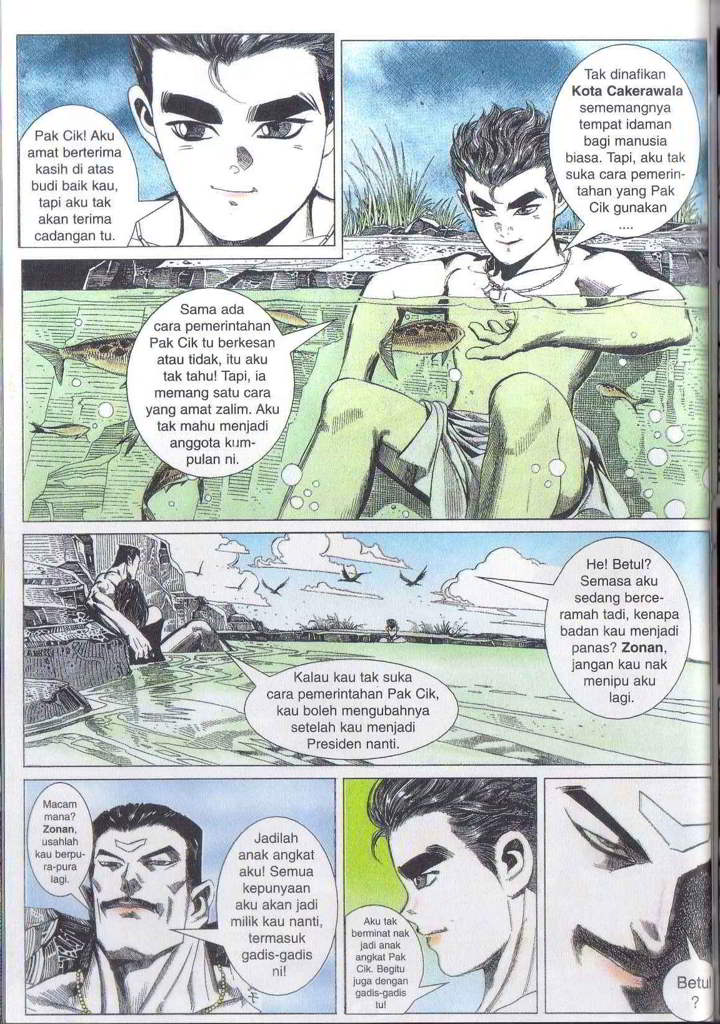 Pak Cik! Aku
amat berterima
kasih di atas
budi baik kau,
tapi aku tak
akan terima
cadangan tu.
Tak dinafikan
Kota Cakerawala
sememangnya
tempat idaman
bagi manusia
biasa. Tapi, aku tak
suka cara pemerin-
tahan yang Pak
Cik gunakan
....
Sama ada
cara pemerintahan
Pak Cik tu berkesan
atau tidak, itu aku
tak tahu! Tapi, ia
memang satu cara
yang amat zalim. Aku
tak mahu menjadi
anggota kum-
pulan ni.
He! Betul?
Semasa aku
sedang berce-
ramah tadi, kenapa
badan kau menjadi
panas? Zonan,
jangan kau nak
menipu aku
lagi.
Kalau kau tak suka
cara pemerintahan Pak Cik,
kau boleh mengubahnya
setelah kau menjadi
Presiden nanti.
Macam
mana?
Zonan,
usahlah
kau berpu-
ra-pura
lagi.
Jadilah
anak angkat
aku! Semua
kepunyaan
aku akan jadi
milik kau nanti,
termasuk
gadis-gadis
ni!
Aku tak
berminat nak
jadi anak
angkat Pak
Cik. Begitu
juga dengan
gadis-gadis
tu!
Betul
?